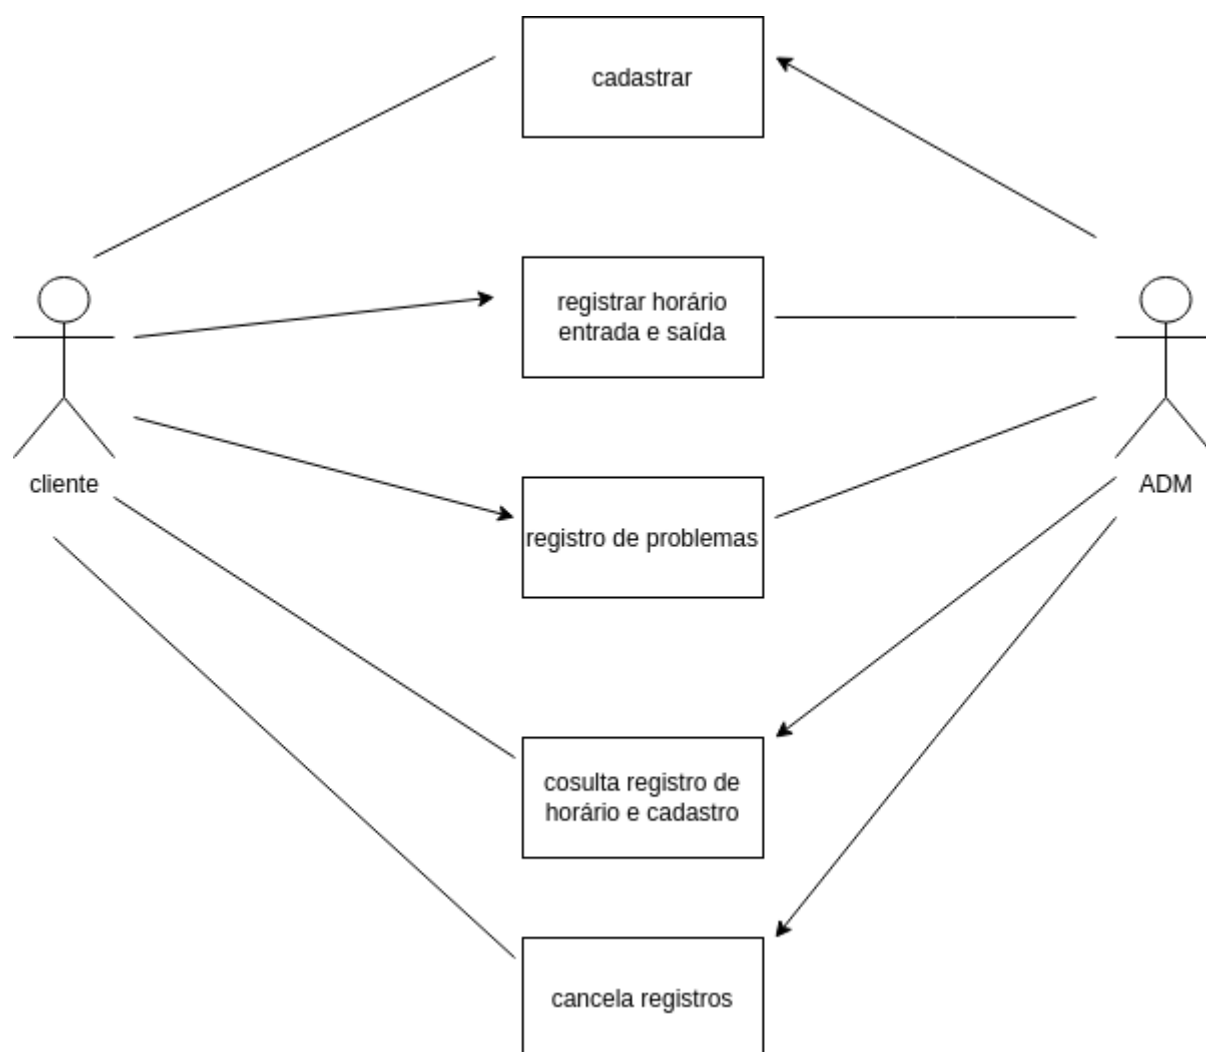 cadastrar
registrar horário
entrada e saída
cliente
ADM
registro de problemas
cosulta registro de
horário e cadastro
cancela registros